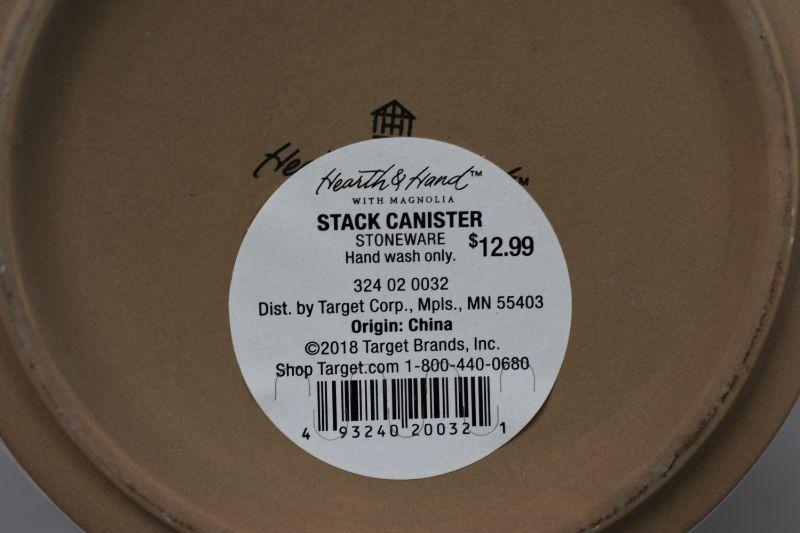 Hearth & Hand™
WITH MAGNOLIA
STACK CANISTER
STONEWARE
$12.99
Hand wash only.
324 02 0032
Dist. by Target Corp., Mpls., MN 55403
Origin: China
©2018 Target Brands, Inc.
Shop Target.com 1-800-440-0680
4 93240 20032 1